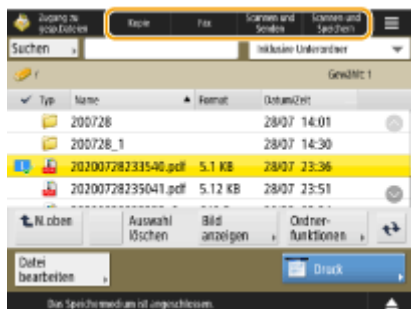 Zugang zu
gesp.Dateien
Kopie
Fax
Scannen und
Senden
Scannen und
Speichern
Suchen
Inklusive Unterordner
/
Gewählt: 1
Typ Name Format Datum/Zeit
200728 28/07 14:01
200728_1 28/07 14:30
20200728233540.pdf 5.1 KB 28/07 23:36
20200728235041.pdf 5.12 KB 28/07 23:51
N.oben
Auswahl
löschen
Bild
anzeigen
Ordner-
funktionen
Datei
bearbeiten
Druck
Das Speichermedium ist angeschlossen.